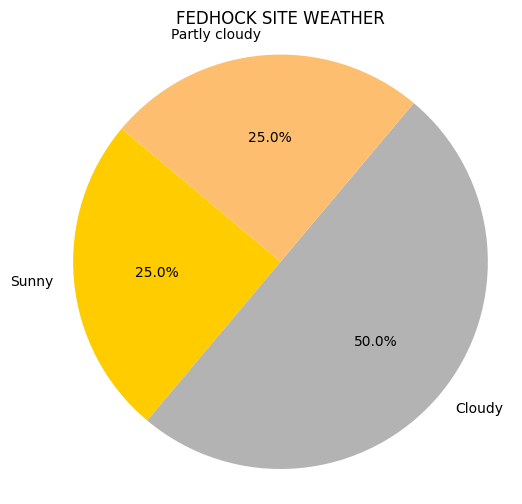 FEDHOCK SITE WEATHER
Partly cloudy
25.0%
Sunny
25.0%
50.0%
Cloudy